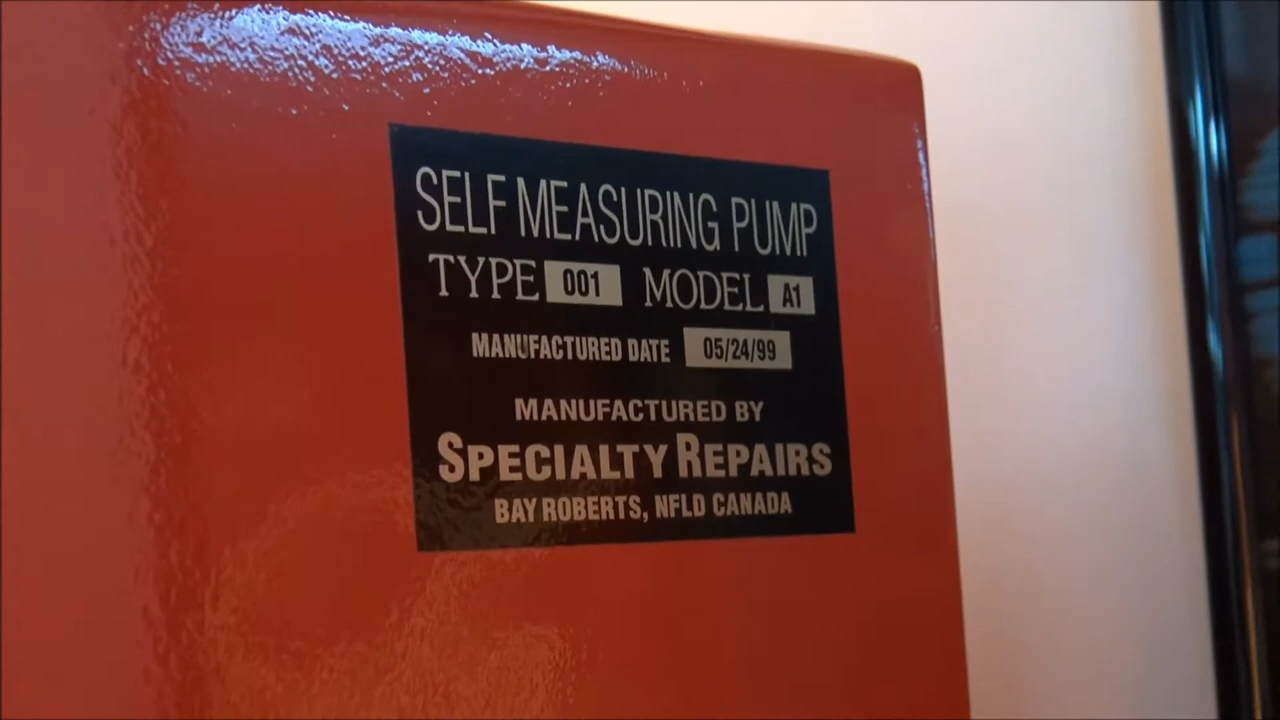 SELF MEASURING PUMP
TYPE 001 MODEL A1
MANUFACTURED DATE 05/24/99
MANUFACTURED BY
SPECIALTY REPAIRS
BAY ROBERTS, NFLD CANADA